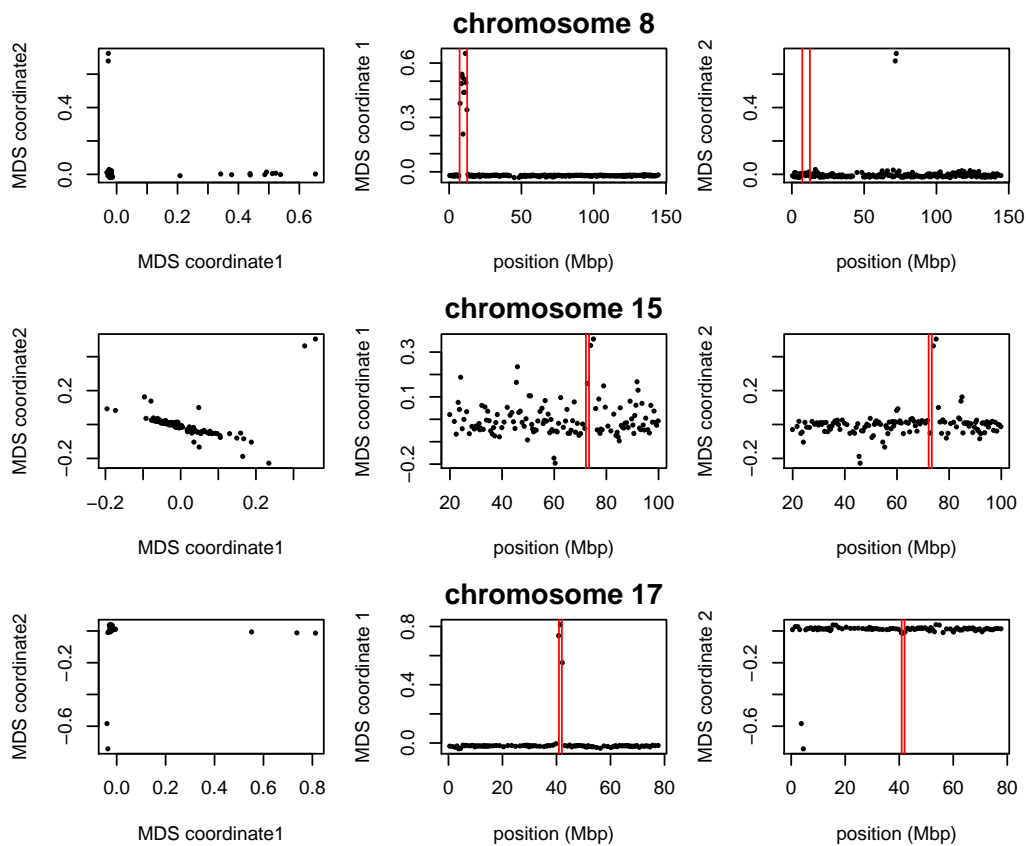 chromosome 8
MDS coordinate2
0.0 0.4
0.0 0.2 0.4 0.6
MDS coordinate1
MDS coordinate 1
0.0 0.3 0.6
0 50 100 150
position (Mbp)
MDS coordinate 2
0.0 0.4
0 50 100 150
position (Mbp)
chromosome 15
MDS coordinate2
−0.2 0.2
−0.2 0.0 0.2
MDS coordinate1
MDS coordinate 1
−0.2 0.1 0.3
20 40 60 80 100
position (Mbp)
MDS coordinate 2
−0.2 0.2
20 40 60 80 100
position (Mbp)
chromosome 17
MDS coordinate2
−0.6 −0.2
0.0 0.2 0.4 0.6 0.8
MDS coordinate1
MDS coordinate 1
0.0 0.4 0.8
0 20 40 60 80
position (Mbp)
MDS coordinate 2
−0.6 −0.2
0 20 40 60 80
position (Mbp)